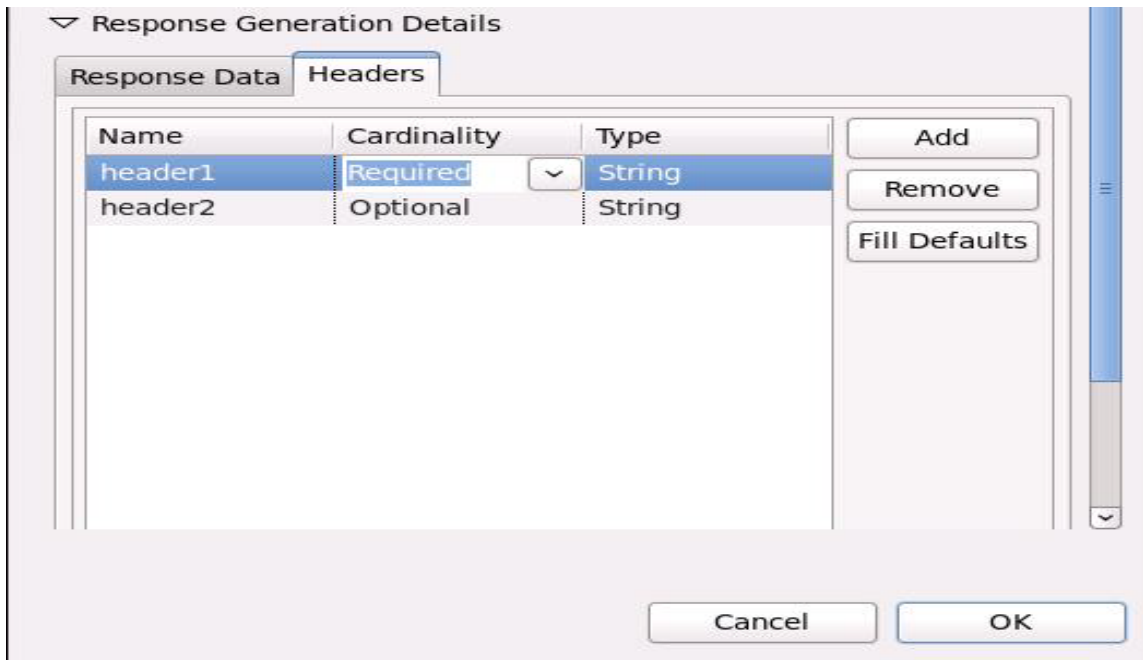 Response Generation Details
Response Data Headers
Name Cardinality Type Add
header1 Required String
Remove
header2 Optional String
Fill Defaults
Cancel OK